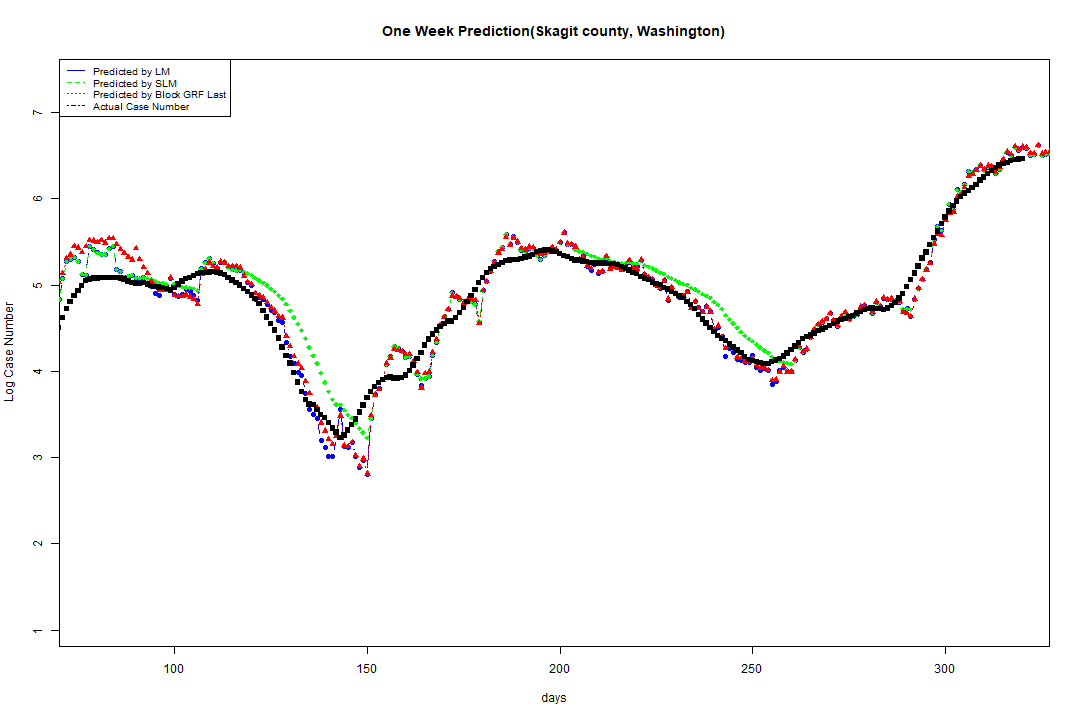 One Week Prediction(Skagit county, Washington)
Predicted by LM
Predicted by SLM
Predicted by Block GRF Last
Actual Case Number
7
6
5
4
3
2
1
Log Case Number
100 150 200 250 300
days